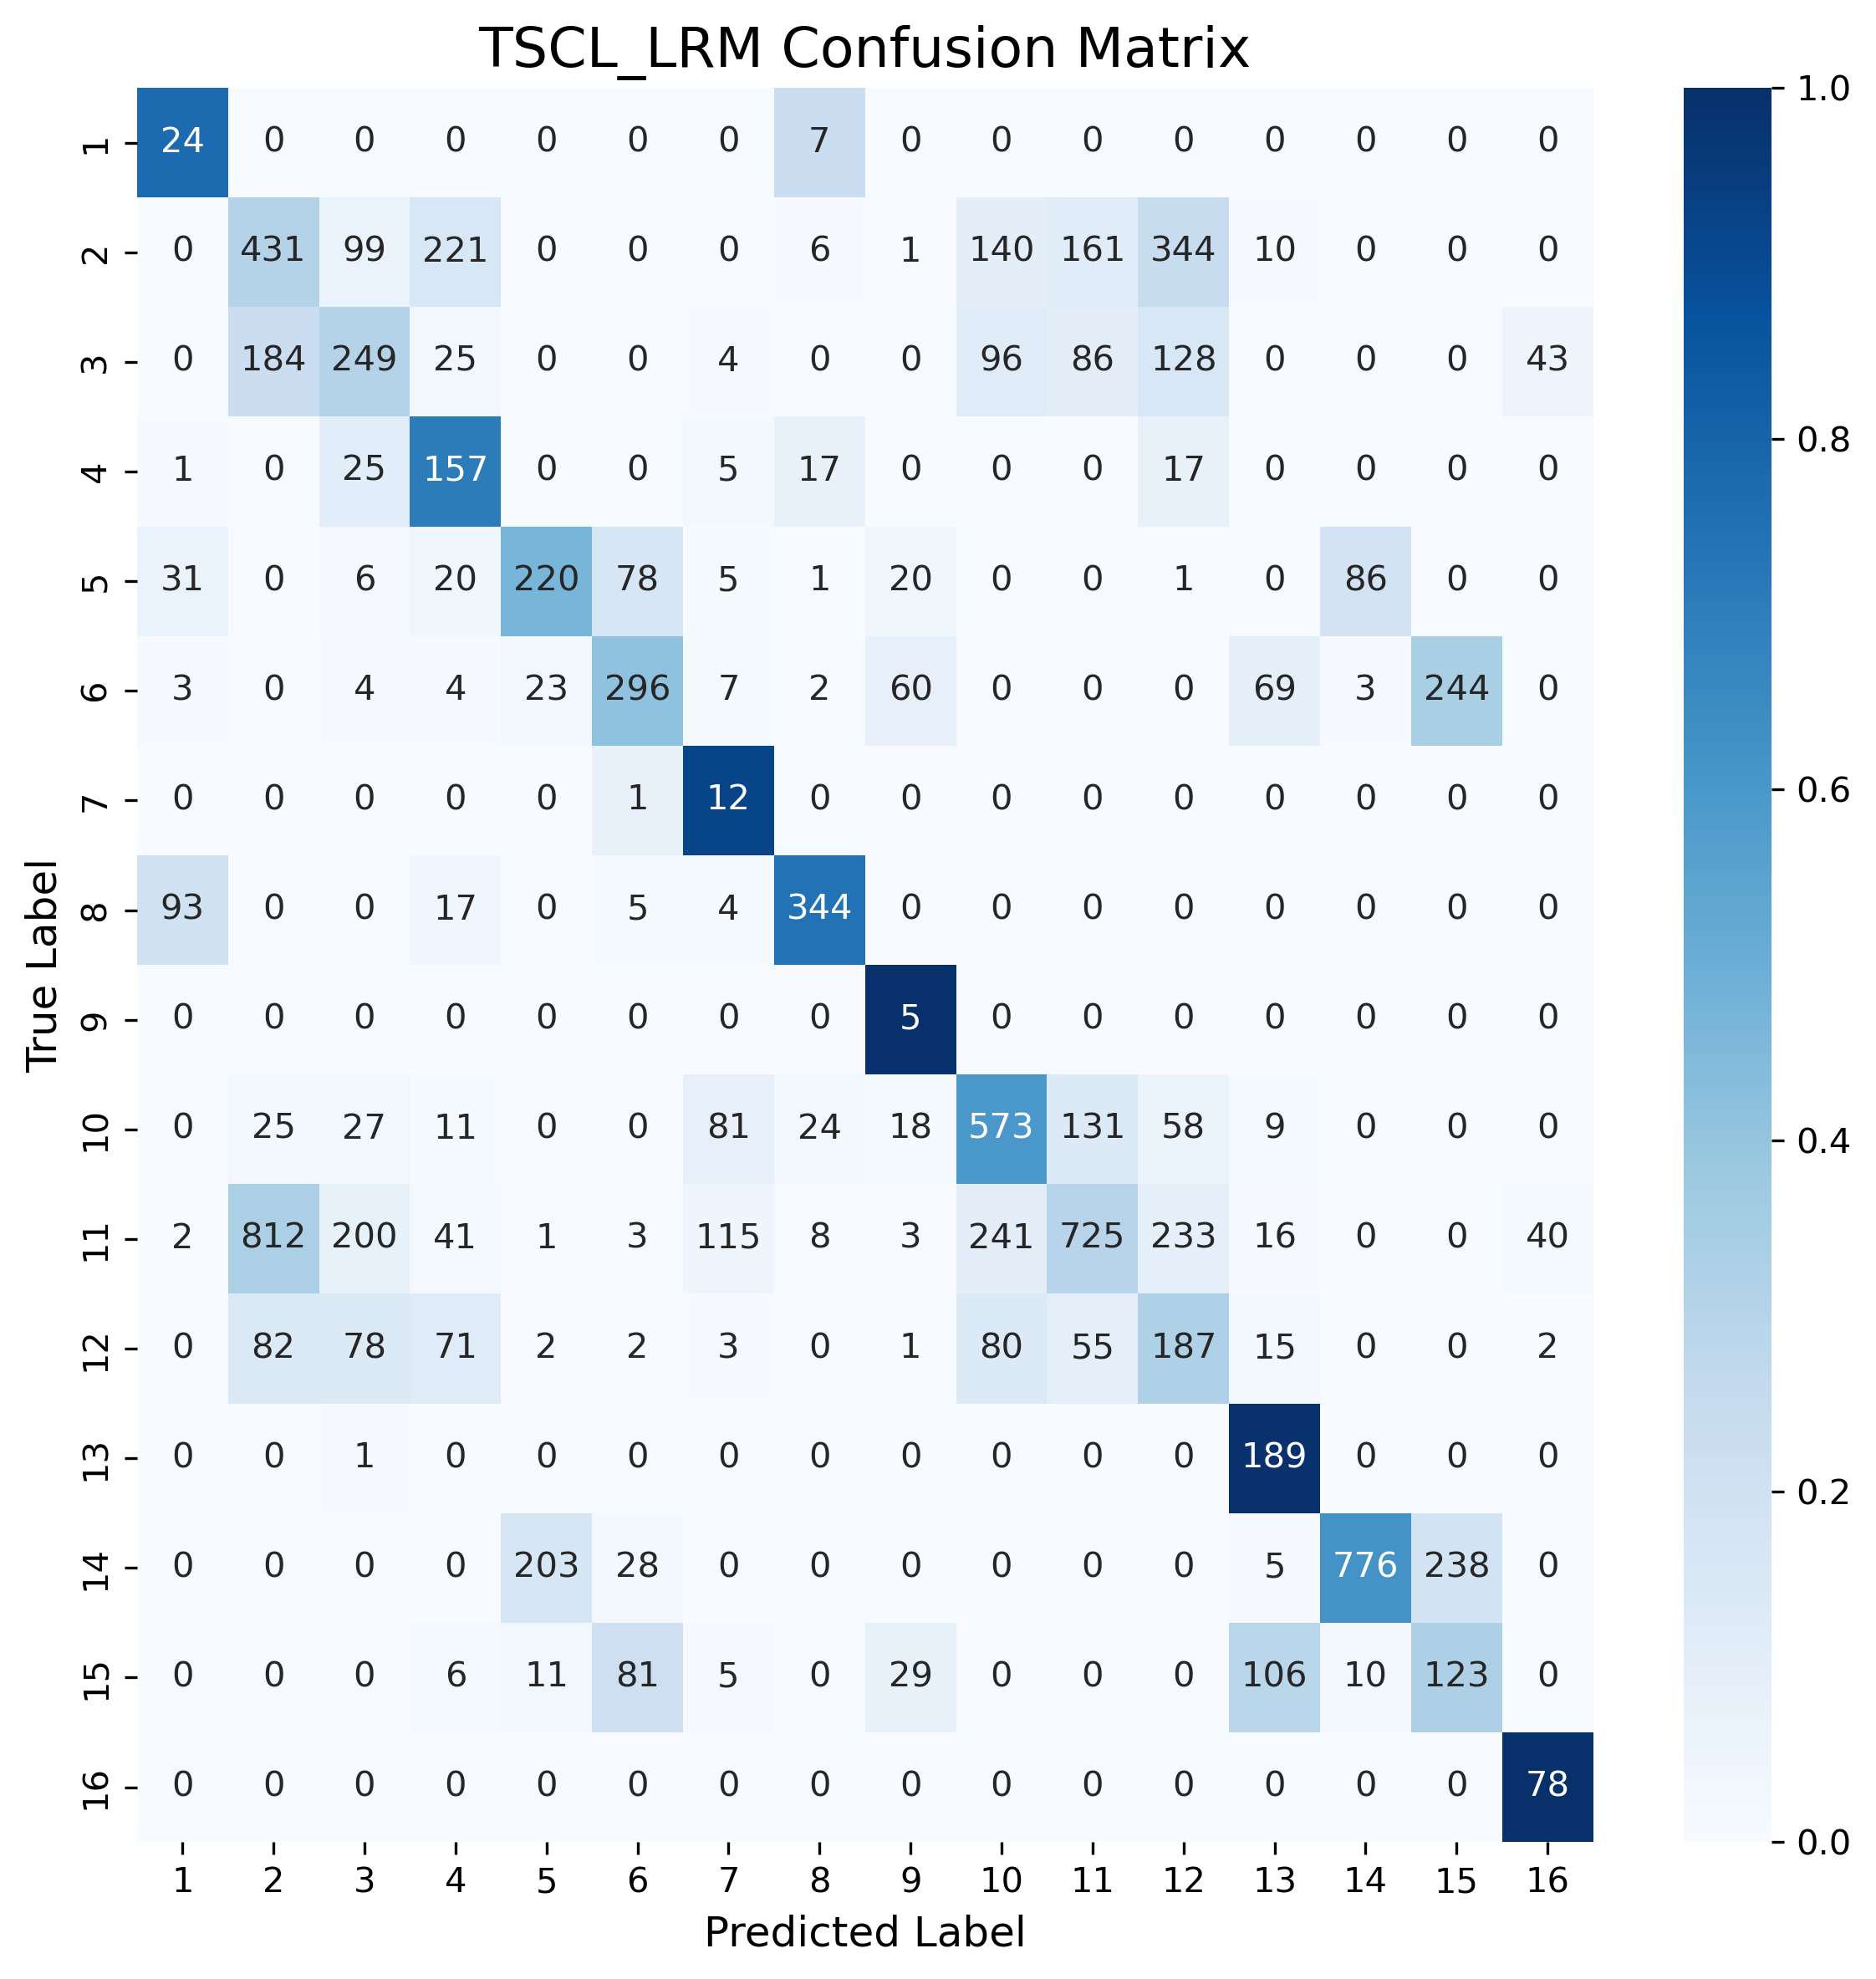 TSCL_LRM Confusion Matrix
1 24 0 0 0 0 0 0 7 0 0 0 0 0 0 0 0
2 0 431 99 221 0 0 0 6 1 140 161 344 10 0 0 0
3 0 184 249 25 0 0 4 0 0 96 86 128 0 0 0 43
4 1 0 25 157 0 0 5 17 0 0 0 17 0 0 0 0
5 31 0 6 20 220 78 5 1 20 0 0 1 0 86 0 0
6 3 0 4 4 23 296 7 2 60 0 0 0 69 3 244 0
7 0 0 0 0 0 1 12 0 0 0 0 0 0 0 0 0
8 93 0 0 17 0 5 4 344 0 0 0 0 0 0 0 0
9 0 0 0 0 0 0 0 0 5 0 0 0 0 0 0 0
10 0 25 27 11 0 0 81 24 18 573 131 58 9 0 0 0
11 2 812 200 41 1 3 115 8 3 241 725 233 16 0 0 40
12 0 82 78 71 2 2 3 0 1 80 55 187 15 0 0 2
13 0 0 1 0 0 0 0 0 0 0 0 0 189 0 0 0
14 0 0 0 0 203 28 0 0 0 0 0 0 5 776 238 0
15 0 0 0 6 11 81 5 0 29 0 0 0 106 10 123 0
16 0 0 0 0 0 0 0 0 0 0 0 0 0 0 0 78
1 2 3 4 5 6 7 8 9 10 11 12 13 14 15 16
Predicted Label
True Label
1.0
0.8
0.6
0.4
0.2
0.0